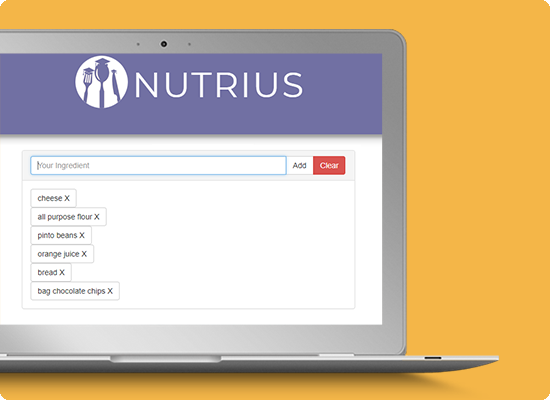 NUTRIUS
Your Ingredient Add Clear
cheese X
all purpose flour X
pinto beans X
orange juice X
bread X
bag chocolate chips X